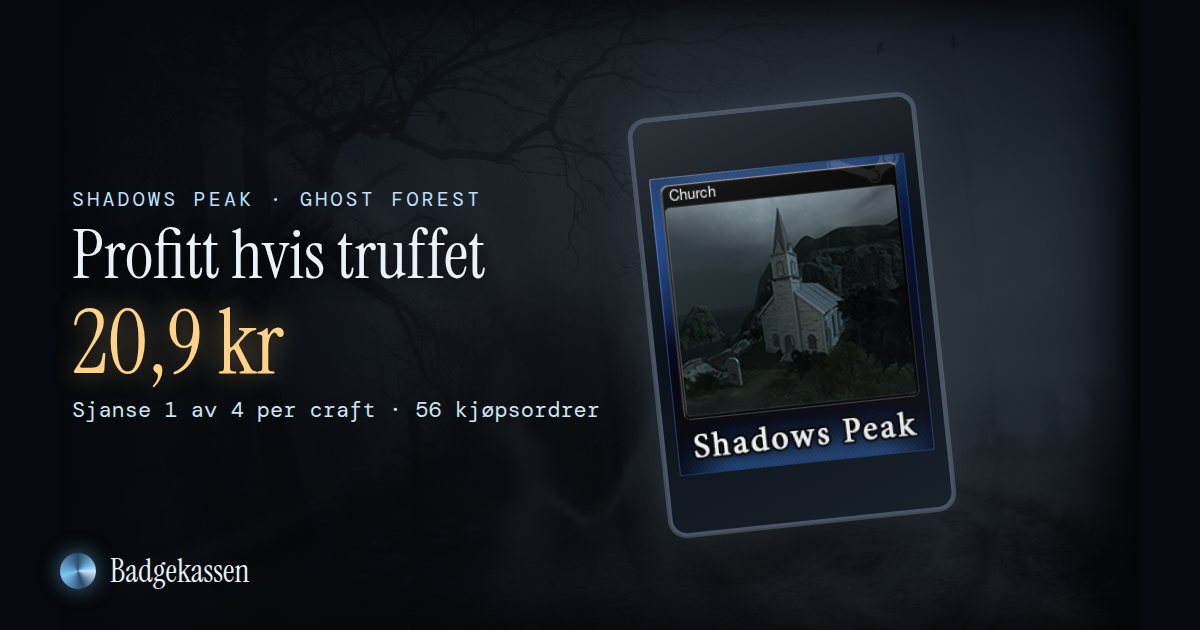 SHADOWS PEAK · GHOST FOREST
Profitt hvis truffet
20,9 kr
Sjanse 1 av 4 per craft · 56 kjøpsordrer
Church
Shadows Peak
Badgekassen